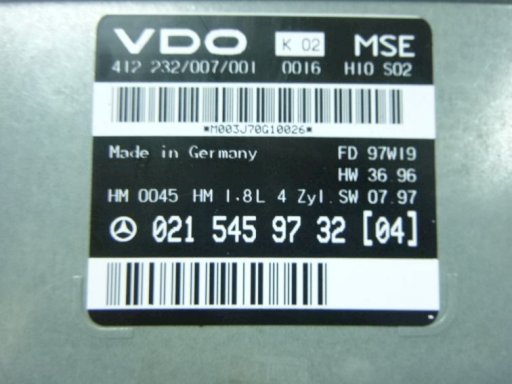 VDO K 02 MSE
412 232/007/001 0016 H10 S02
*M003J70G10026*
Made in Germany FD 97W19
HW 36.96
HM 0045 HM 1.8L 4 Zyl. SW 07.97
021 545 97 32 [04]